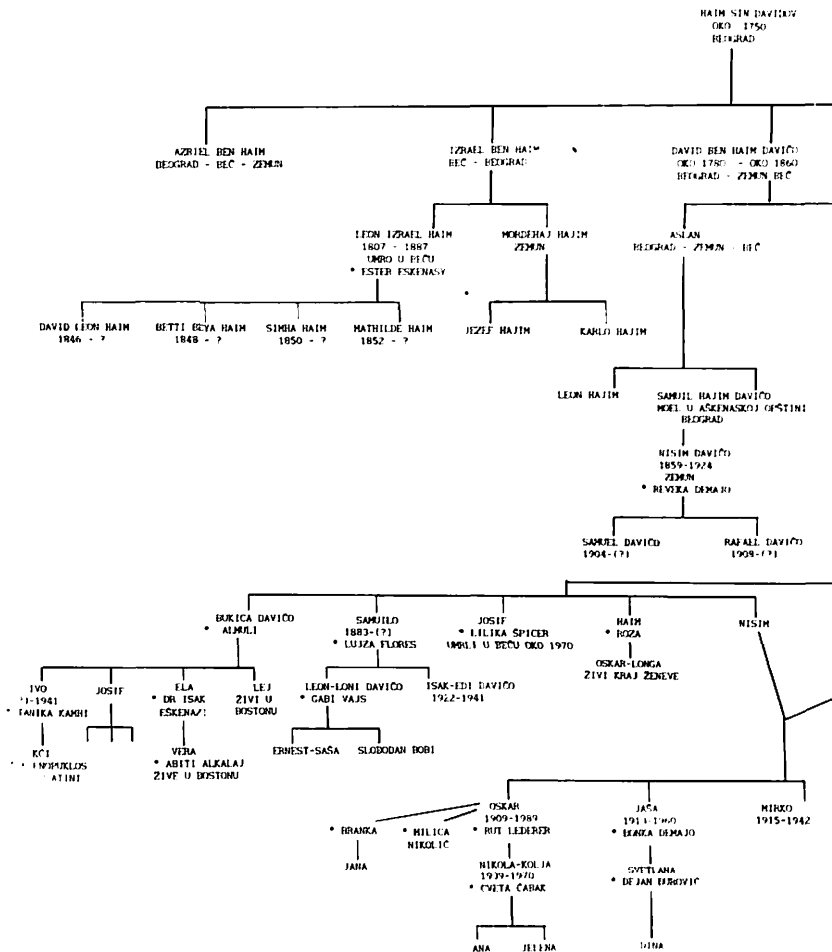 HAIM SIN DAVIDOV
OKO 1750
BEOGRAD
AZRIEL BEN HAIM
BEOGRAD - BEČ - ZEMUN
IZRAEL BEN HAIM
BEČ - BEOGRAD
DAVID BEN HAIM DAVIČO
OKO 1780 - OKO 1860
BEOGRAD - ZEMUN BEČ
LEON IZRAEL HAIM
1807 - 1887
UMRO U BEČU
* ESTER ESKENASY
MORDEHAJ HAJIM
ZEMUN
ASLAN
BEOGRAD - ZEMUN - BEČ
DAVID LEON HAIM
1846 - ?
BETTI BEYA HAIM
1848 - ?
SIMHA HAIM
1850 - ?
MATHILDE HAIM
1852 - ?
JEZEF HAJIM
KARLO HAJIM
LEON HAJIM
SAMUIL HAJIM DAVIČO
MOEL U AŠKENASKOJ OPŠTINI
BEOGRAD
NISIM DAVIČO
1859-1924
ZEMUN
* REVEKA DEMAJO
SAMUEL DAVIČO
1904-(?)
RAFAEL DAVIČO
1908-(?)
BUKICA DAVIČO
* ALMULI
SAMUILO
1883-(?)
* LUJZA FLORES
JOSIF
* LILIKA ŠPICER
UMRLI U BEČU OKO 1970
HAIM
* ROZA
NISIM
OSKAR-LONGA
ŽIVI KRAJ ŽENEVE
IVO
-1941
KAMHI
JOSIF
ELA
* DR ISAK
EŠKENAZI
LEJ
ŽIVI U
BOSTONU
LEON-LONI DAVIČO
* GABI VAJS
ISAK-EDI DAVIČO
1922-1941
KĆI
VERA
* ABITI ALKALAJ
ŽIVE U BOSTONU
ERNEST-SAŠA
SLOBODAN BOBI
OSKAR
1909-1989
* RUT LEDERER
* BRANKA
* MILICA
NIKOLIĆ
JANA
JAŠA
* BONKA DEMAJO
MIRKO
1915-1942
NIKOLA-KOLJA
1939-1970
* CVETA ČABAK
SVETLANA
* DEJAN ĐUROVIĆ
ANA
JELENA
DINA